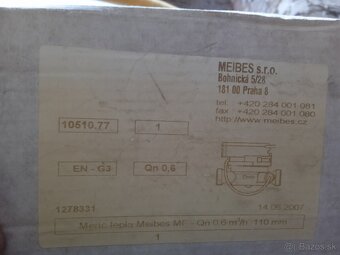 MEIBES s.r.o.
Bohnická 5/28
181 00 Praha 8
tel. +420 284 001 081
fax +420 284 001 080
http://www.meibes.cz
10510.77
1
EN - G3
Qn 0,6
1278331
14.06.2007
Měřič tepla Meibes MF - Qn 0.6 m³/h 110 mm
1
bazos.sk